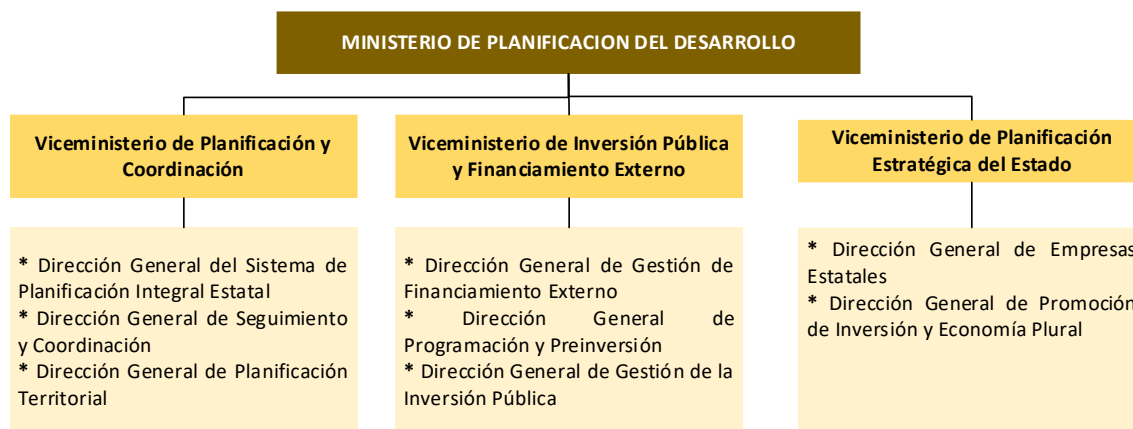 MINISTERIO DE PLANIFICACION DEL DESARROLLO
Viceministerio de Planificación y
Coordinación
* Dirección General del Sistema de
Planificación Integral Estatal
* Dirección General de Seguimiento
y Coordinación
* Dirección General de Planificación
Territorial
Viceministerio de Inversión Pública
y Financiamiento Externo
* Dirección General de Gestión de
Financiamiento Externo
* Dirección General de
Programación y Preinversión
* Dirección General de Gestión de la
Inversión Pública
Viceministerio de Planificación
Estratégica del Estado
* Dirección General de Empresas
Estatales
* Dirección General de Promoción
de Inversión y Economía Plural